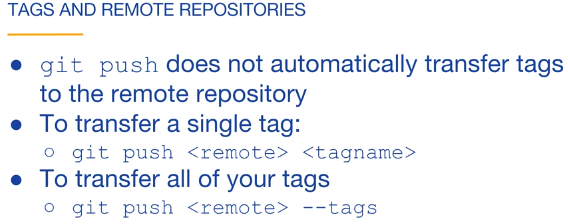 TAGS AND REMOTE REPOSITORIES
● git push does not automatically transfer tags
to the remote repository
● To transfer a single tag:
○ git push <remote> <tagname>
● To transfer all of your tags
○ git push <remote> --tags